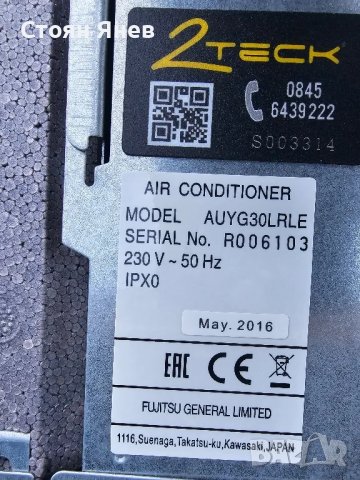 Стоян Янев
2TECK
0845
6439222
S003314
AIR CONDITIONER
MODEL AUYG30LRLE
SERIAL No. R006103
230 V ~ 50 Hz
IPX0
May. 2016
EAC CE
FUJITSU GENERAL LIMITED
1116, Suenaga, Takatsu-ku, Kawasaki, JAPAN
BAZAR